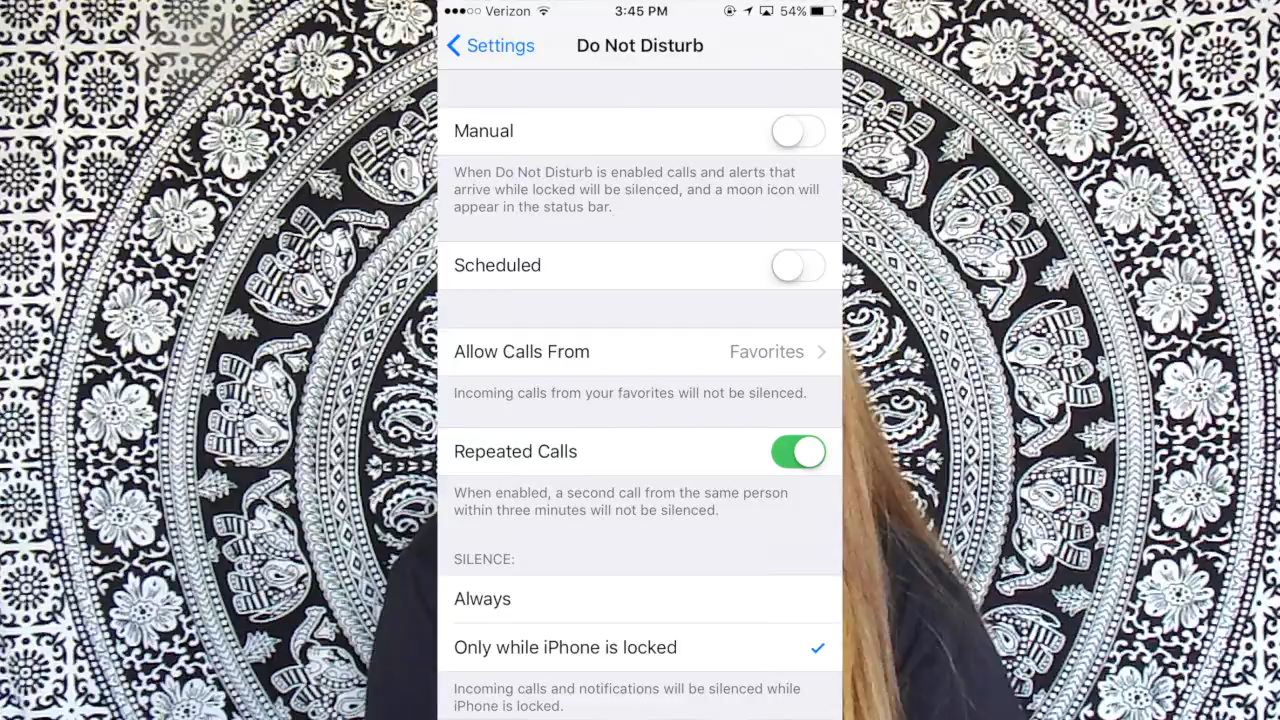 Verizon 3:45 PM 54%
Settings Do Not Disturb
Manual
When Do Not Disturb is enabled calls and alerts that
arrive while locked will be silenced, and a moon icon will
appear in the status bar.
Scheduled
Allow Calls From Favorites
Incoming calls from your favorites will not be silenced.
Repeated Calls
When enabled, a second call from the same person
within three minutes will not be silenced.
SILENCE:
Always
Only while iPhone is locked
Incoming calls and notifications will be silenced while
iPhone is locked.